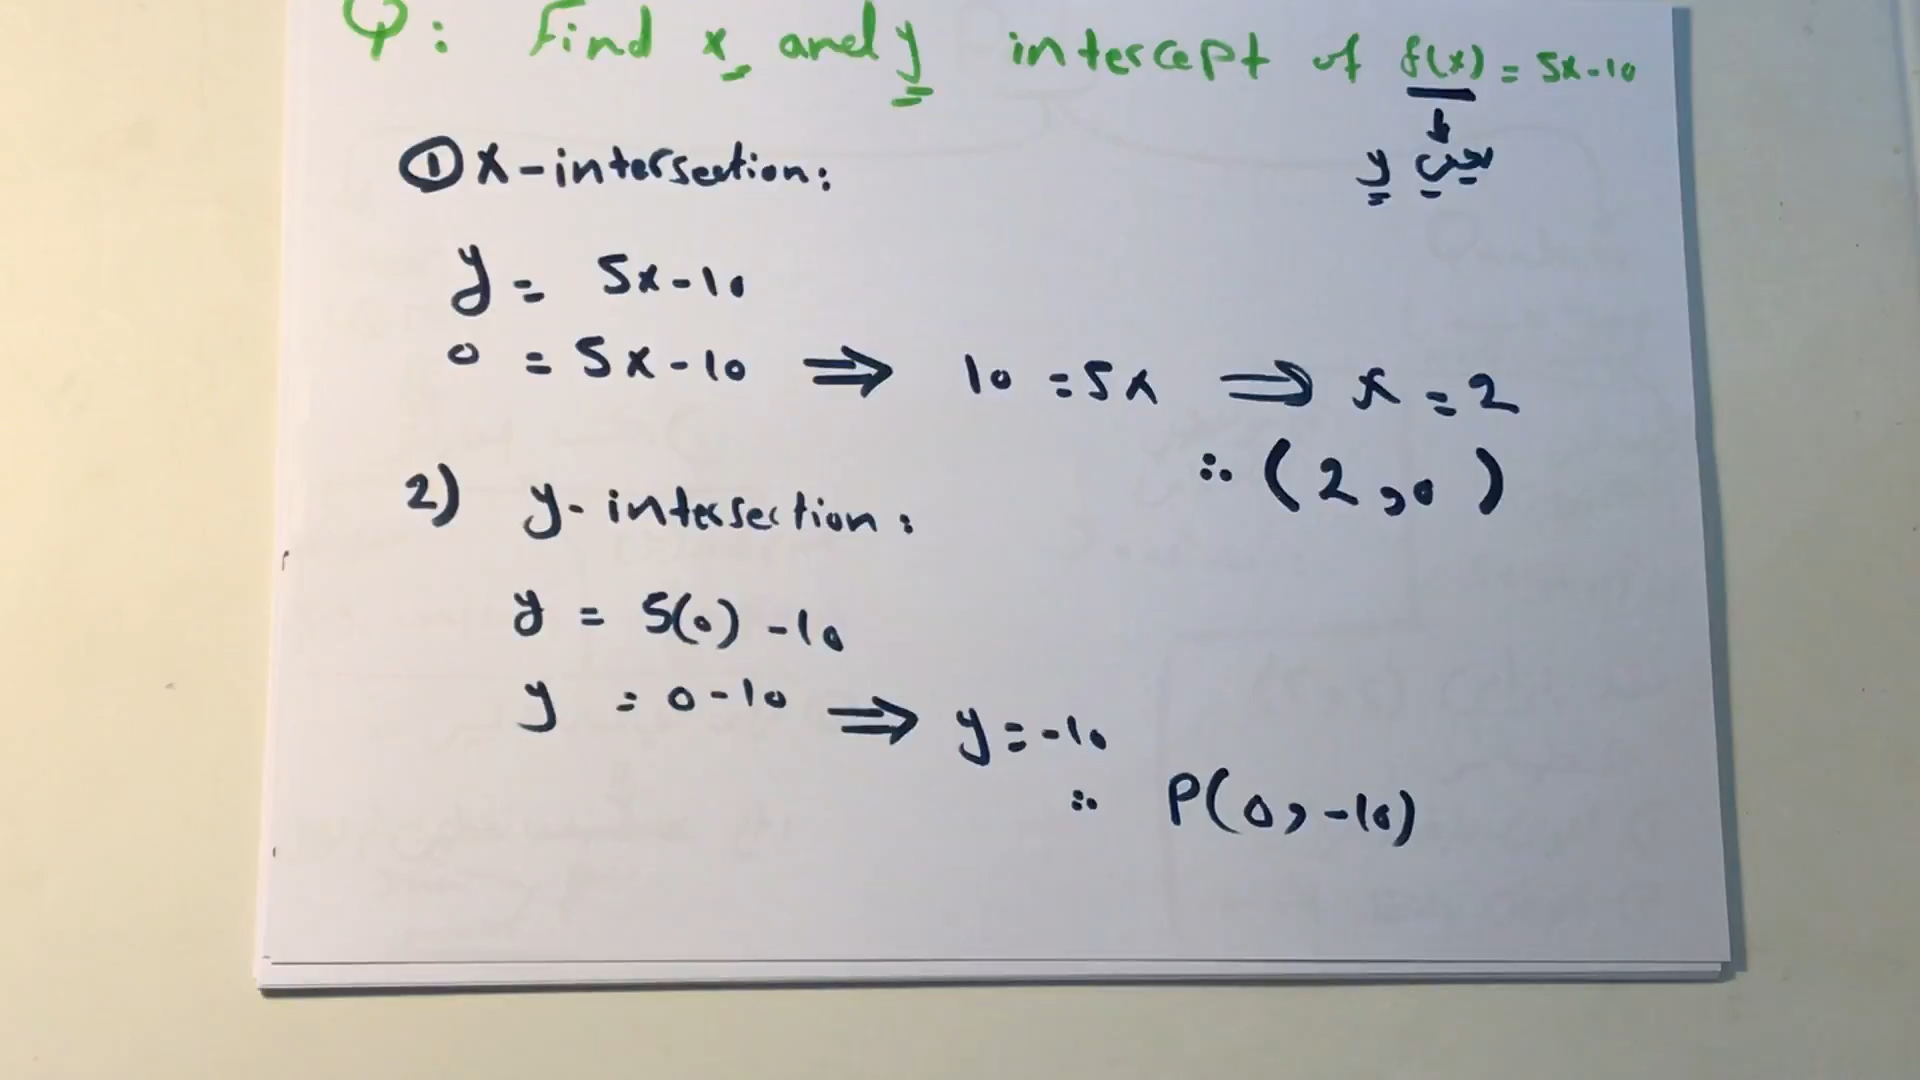 Q: Find x and y intercept of f(x) = 5x-10
① x-intersection:
y يعني
y = 5x-10
0 = 5x-10 ⇒ 10 = 5x ⇒ x = 2
∴ (2,0)
2) y-intersection:
y = 5(0) -10
y = 0-10 ⇒ y = -10
∴ P(0, -10)